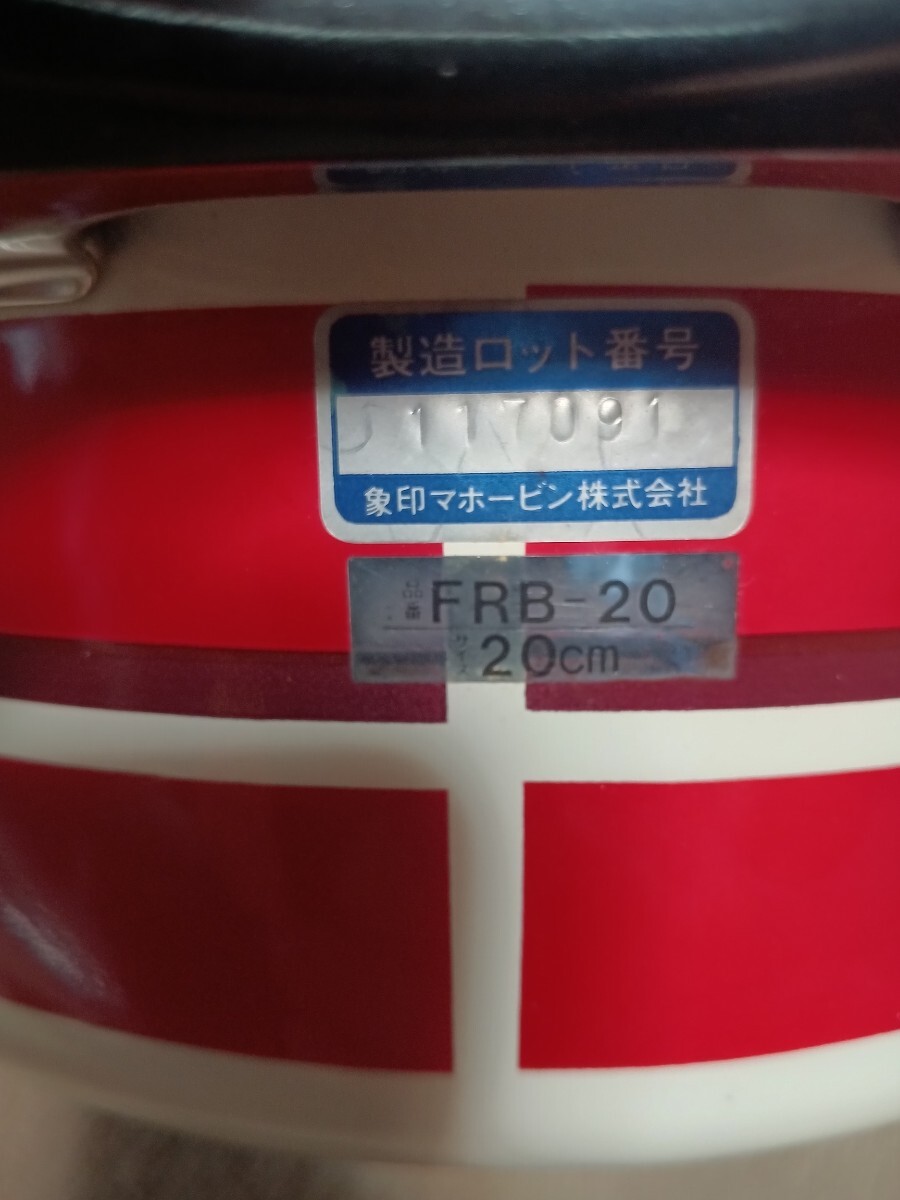 製造ロット番号
117091
象印マホービン株式会社
品番 FRB-20
サイズ 20cm